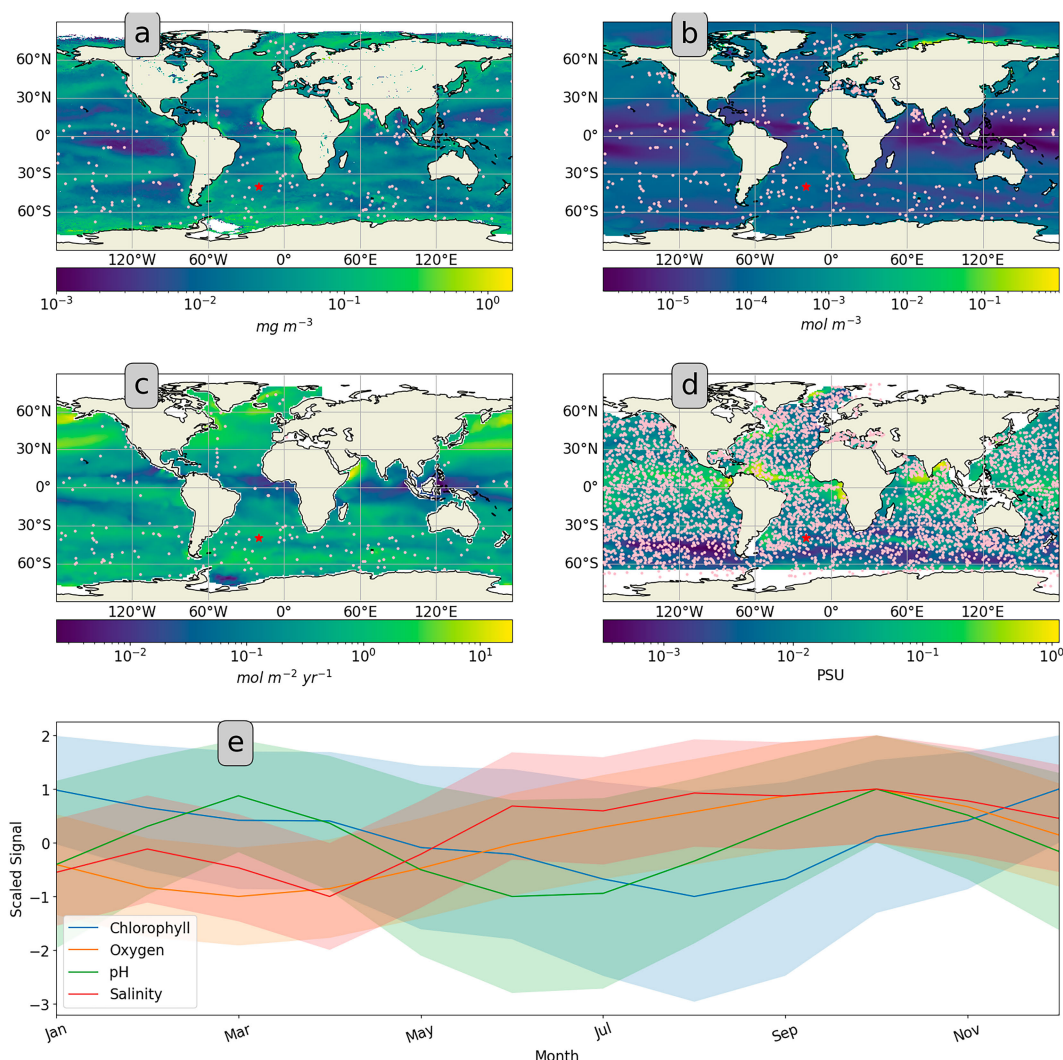 a
60°N
30°N
0°
30°S
60°S
120°W 60°W 0° 60°E 120°E
10⁻³ 10⁻² 10⁻¹ 10⁰
mg m⁻³
b
60°N
30°N
0°
30°S
60°S
120°W 60°W 0° 60°E 120°E
10⁻⁵ 10⁻⁴ 10⁻³ 10⁻² 10⁻¹
mol m⁻³
c
60°N
30°N
0°
30°S
60°S
120°W 60°W 0° 60°E 120°E
10⁻² 10⁻¹ 10⁰ 10¹
mol m⁻² yr⁻¹
d
60°N
30°N
0°
30°S
60°S
120°W 60°W 0° 60°E 120°E
10⁻³ 10⁻² 10⁻¹ 10⁰
PSU
e
Scaled Signal
2
1
0
−1
−2
−3
Chlorophyll
Oxygen
pH
Salinity
Jan Mar May Jul Sep Nov
Month